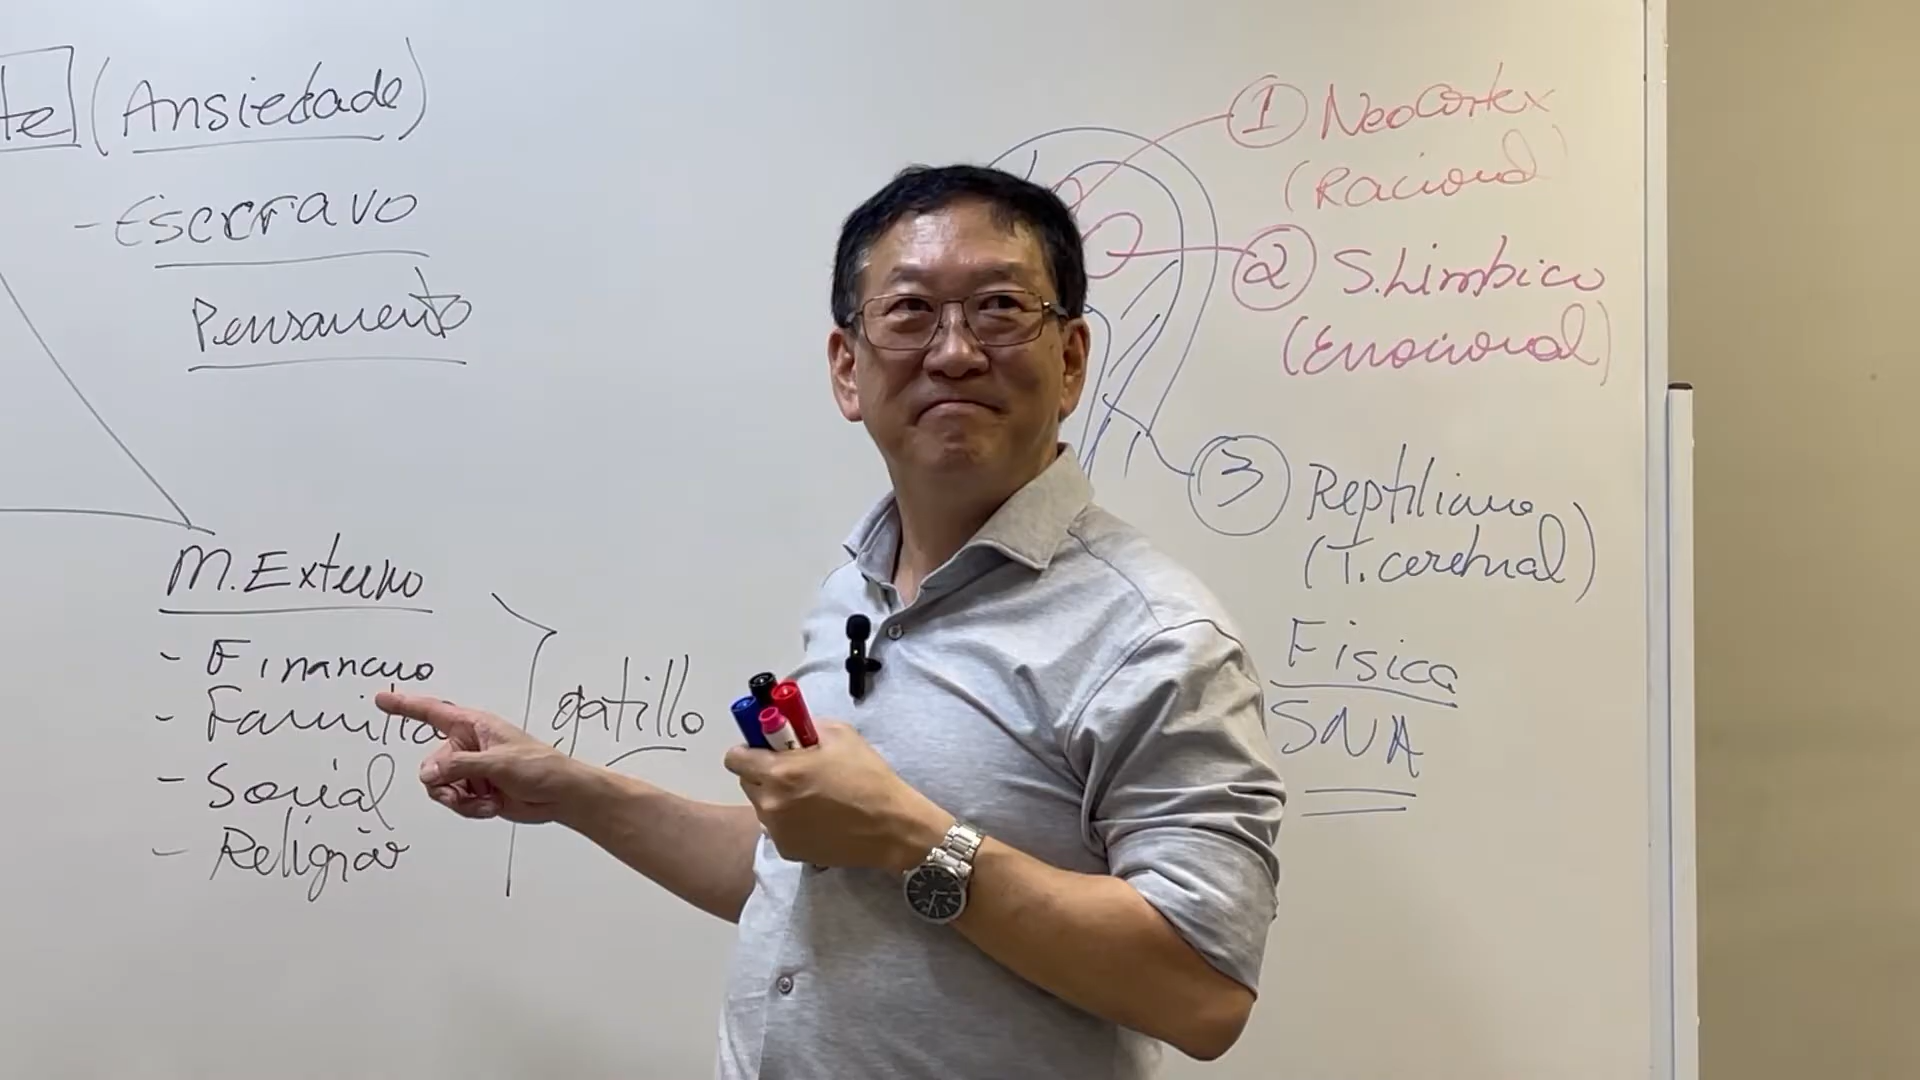 te (Ansiedade)
- Escravo
Pensamento
M. Externo
- Financeiro
- Familia
- Social
- Religião
gatillo
1 NeoCortex
(Racional)
2 S. Limbico
(Emocional)
3 Reptiliano
(T. cerebral)
Fisica
SNA